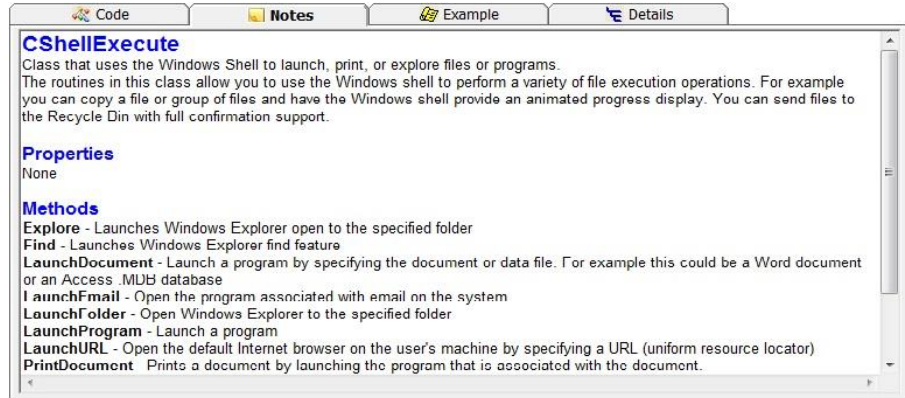 Code Notes Example Details
CShellExecute
Class that uses the Windows Shell to launch, print, or explore files or programs.
The routines in this class allow you to use the Windows shell to perform a variety of file execution operations. For example
you can copy a file or group of files and have the Windows shell provide an animated progress display. You can send files to
the Recycle Bin with full confirmation support.
Properties
None
Methods
Explore - Launches Windows Explorer open to the specified folder
Find - Launches Windows Explorer find feature
LaunchDocument - Launch a program by specifying the document or data file. For example this could be a Word document
or an Access .MDB database
LaunchEmail - Open the program associated with email on the system
LaunchFolder - Open Windows Explorer to the specified folder
LaunchProgram - Launch a program
LaunchURL - Open the default Internet browser on the user's machine by specifying a URL (uniform resource locator)
PrintDocument - Prints a document by launching the program that is associated with the document.